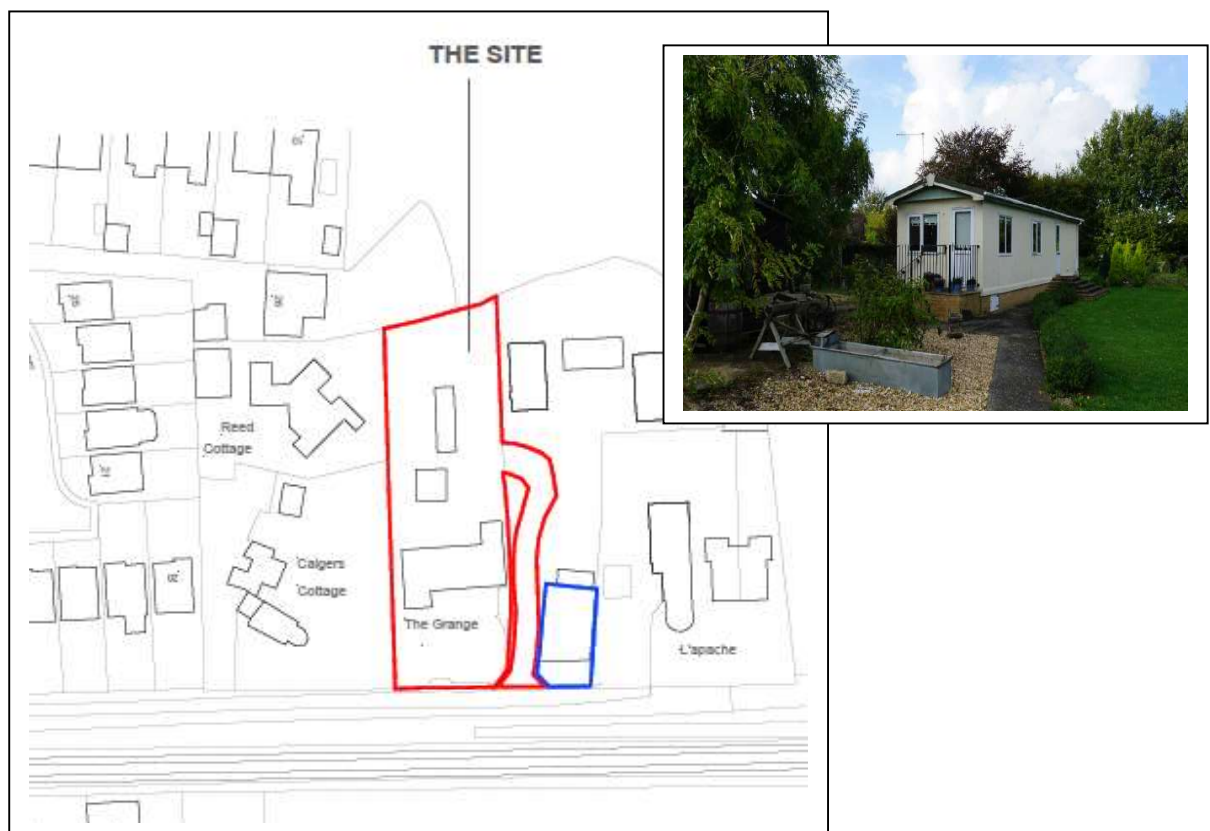 THE SITE
Reed
Cottage
Calgers
Cottage
The Grange
L'apache